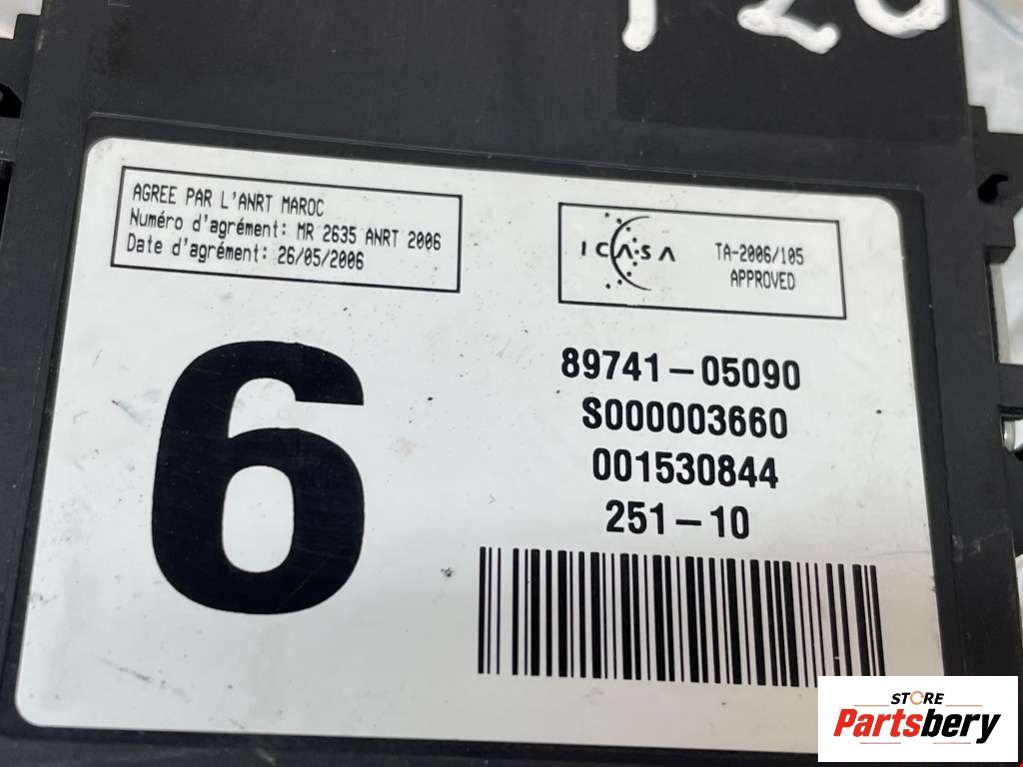 AGREE PAR L'ANRT MAROC
Numéro d'agrément: MR 2635 ANRT 2006
Date d'agrément: 26/05/2006
ICASA
TA-2006/105
APPROVED
6
89741-05090
S000003660
001530844
251-10
STORE
Partsbery